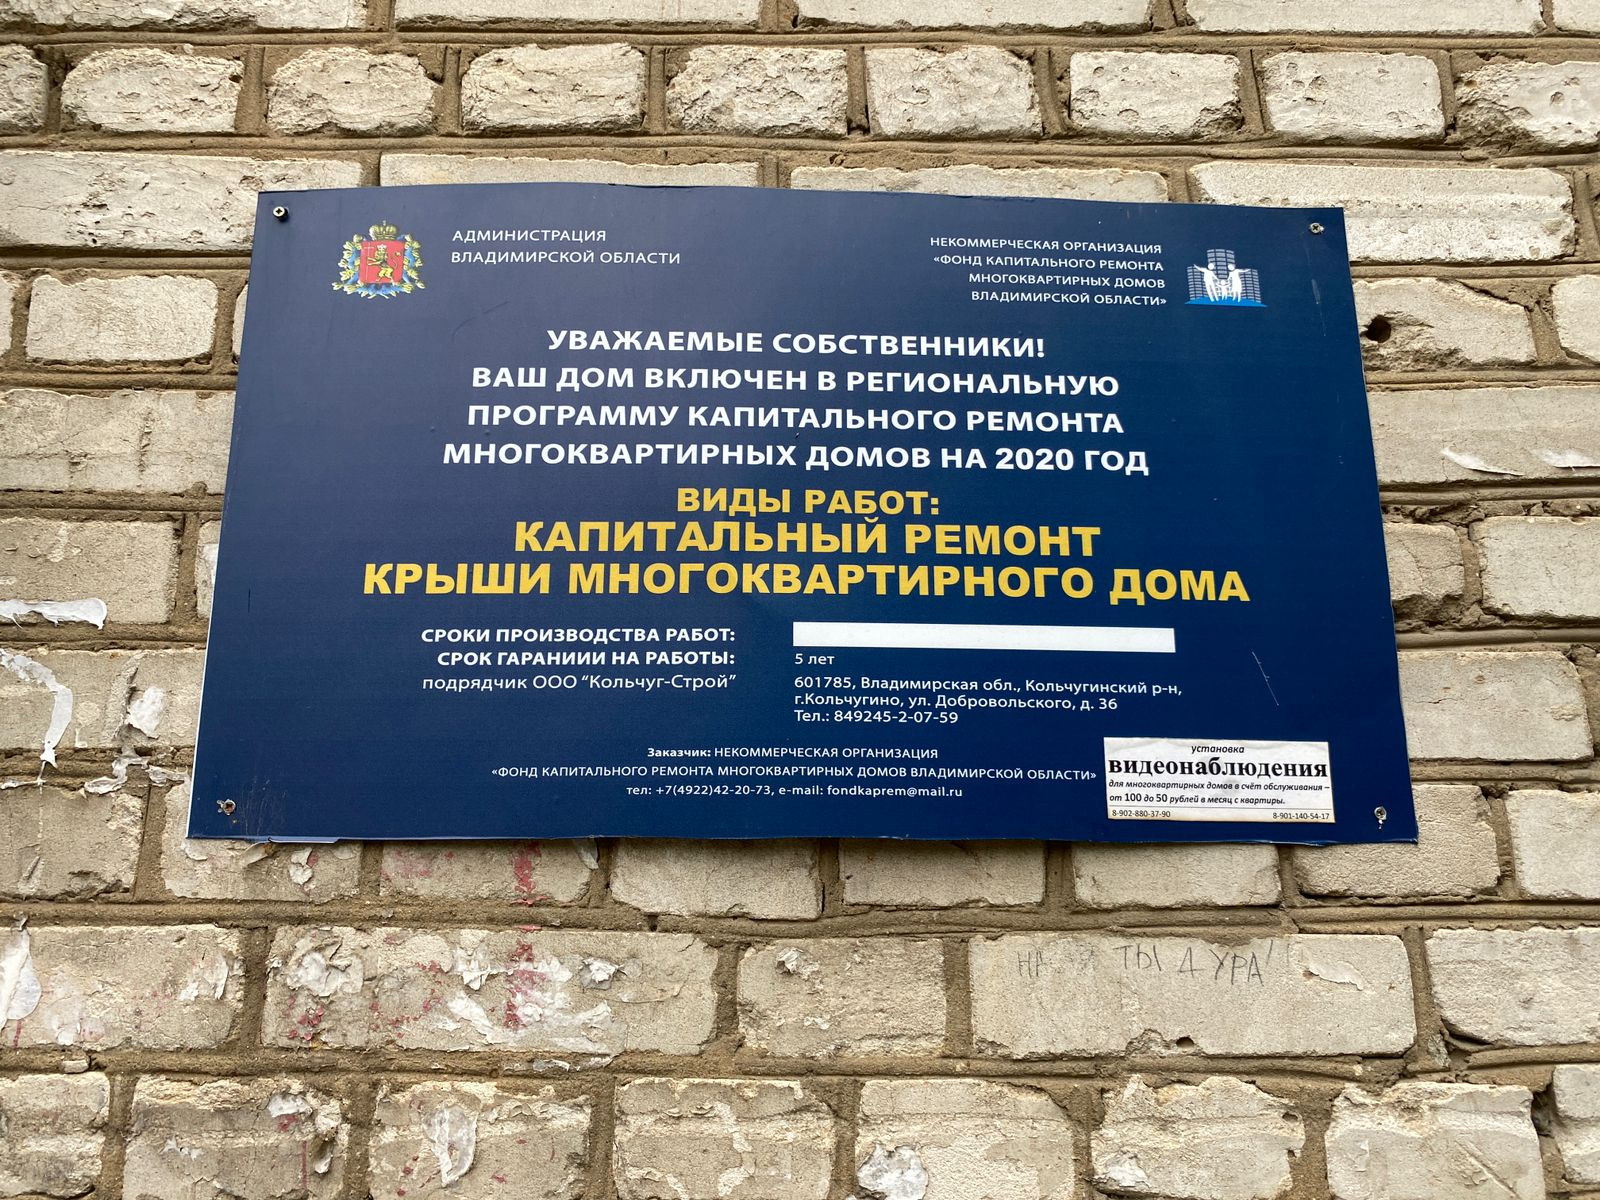 АДМИНИСТРАЦИЯ
ВЛАДИМИРСКОЙ ОБЛАСТИ
НЕКОММЕРЧЕСКАЯ ОРГАНИЗАЦИЯ
«ФОНД КАПИТАЛЬНОГО РЕМОНТА
МНОГОКВАРТИРНЫХ ДОМОВ
ВЛАДИМИРСКОЙ ОБЛАСТИ»
УВАЖАЕМЫЕ СОБСТВЕННИКИ!
ВАШ ДОМ ВКЛЮЧЕН В РЕГИОНАЛЬНУЮ
ПРОГРАММУ КАПИТАЛЬНОГО РЕМОНТА
МНОГОКВАРТИРНЫХ ДОМОВ НА 2020 ГОД
ВИДЫ РАБОТ:
КАПИТАЛЬНЫЙ РЕМОНТ
КРЫШИ МНОГОКВАРТИРНОГО ДОМА
СРОКИ ПРОИЗВОДСТВА РАБОТ:
СРОК ГАРАНИИИ НА РАБОТЫ: 5 лет
подрядчик ООО "Кольчуг-Строй" 601785, Владимирская обл., Кольчугинский р-н,
г.Кольчугино, ул. Добровольского, д. 36
Тел.: 849245-2-07-59
Заказчик: НЕКОММЕРЧЕСКАЯ ОРГАНИЗАЦИЯ
«ФОНД КАПИТАЛЬНОГО РЕМОНТА МНОГОКВАРТИРНЫХ ДОМОВ ВЛАДИМИРСКОЙ ОБЛАСТИ»
тел: +7(4922)42-20-73, e-mail: fondkaprem@mail.ru
установка
видеонаблюдения
для многоквартирных домов в счёт обслуживания –
от 100 до 50 рублей в месяц с квартиры.
8-902-880-37-90 8-901-140-54-17
ТЫ ДУРА!